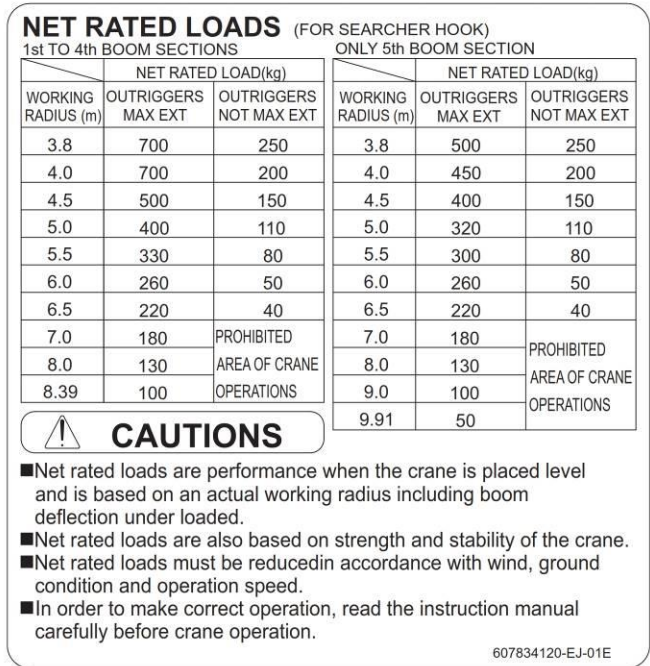 NET RATED LOADS (FOR SEARCHER HOOK)
1st TO 4th BOOM SECTIONS
NET RATED LOAD(kg)
WORKING RADIUS (m) OUTRIGGERS MAX EXT OUTRIGGERS NOT MAX EXT
3.8 700 250
4.0 700 200
4.5 500 150
5.0 400 110
5.5 330 80
6.0 260 50
6.5 220 40
7.0 180 PROHIBITED
8.0 130 AREA OF CRANE
8.39 100 OPERATIONS
ONLY 5th BOOM SECTION
NET RATED LOAD(kg)
WORKING RADIUS (m) OUTRIGGERS MAX EXT OUTRIGGERS NOT MAX EXT
3.8 500 250
4.0 450 200
4.5 400 150
5.0 320 110
5.5 300 80
6.0 260 50
6.5 220 40
7.0 180 PROHIBITED
8.0 130 AREA OF CRANE
9.0 100 OPERATIONS
9.91 50
CAUTIONS
■Net rated loads are performance when the crane is placed level
and is based on an actual working radius including boom
deflection under loaded.
■Net rated loads are also based on strength and stability of the crane.
■Net rated loads must be reducedin accordance with wind, ground
condition and operation speed.
■In order to make correct operation, read the instruction manual
carefully before crane operation.
607834120-EJ-01E